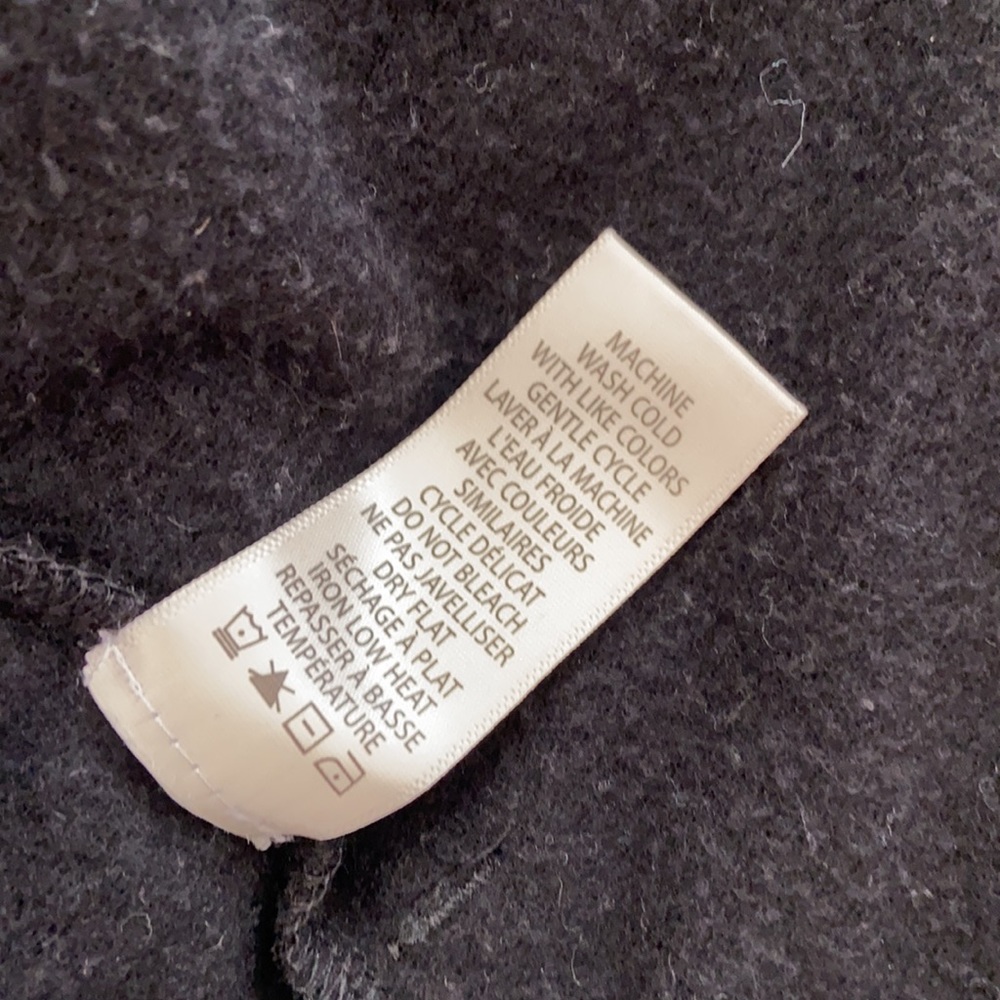 MACHINE
WASH COLD
WITH LIKE COLORS
GENTLE CYCLE
LAVER À LA MACHINE
L'EAU FROIDE
AVEC COULEURS
SIMILAIRES
CYCLE DÉLICAT
DO NOT BLEACH
NE PAS JAVELLISER
DRY FLAT
SÉCHAGE À PLAT
IRON LOW HEAT
REPASSER À BASSE
TEMPÉRATURE